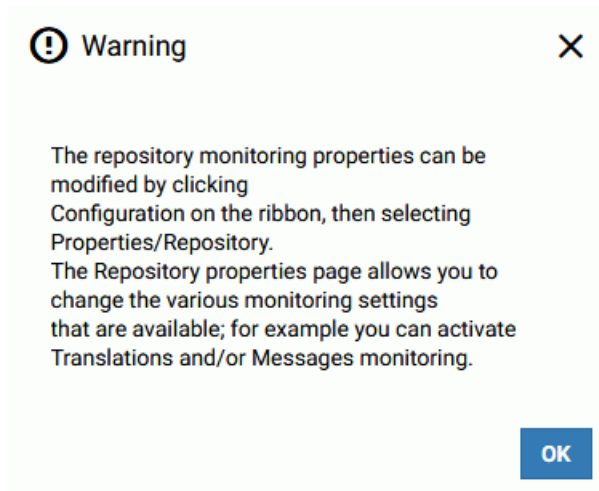 Warning
The repository monitoring properties can be
modified by clicking
Configuration on the ribbon, then selecting
Properties/Repository.
The Repository properties page allows you to
change the various monitoring settings
that are available; for example you can activate
Translations and/or Messages monitoring.
OK